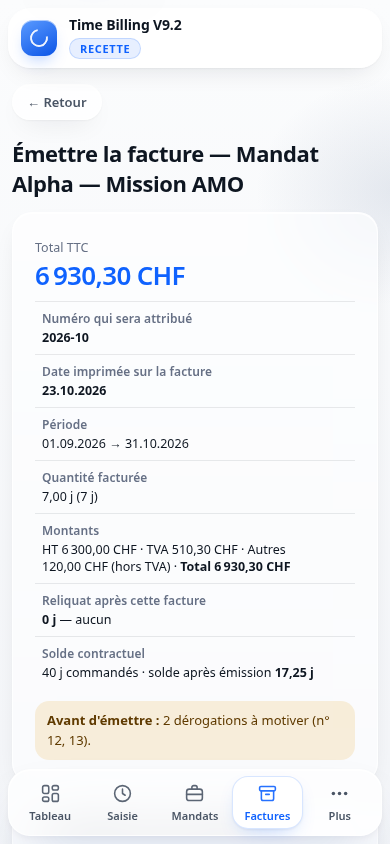 Time Billing V9.2
RECETTE
← Retour
Émettre la facture — Mandat
Alpha — Mission AMO
Total TTC
6 930,30 CHF
Numéro qui sera attribué
2026-10
Date imprimée sur la facture
23.10.2026
Période
01.09.2026 → 31.10.2026
Quantité facturée
7,00 j (7 j)
Montants
HT 6 300,00 CHF · TVA 510,30 CHF · Autres
120,00 CHF (hors TVA) · Total 6 930,30 CHF
Reliquat après cette facture
0 j — aucun
Solde contractuel
40 j commandés · solde après émission 17,25 j
Avant d'émettre : 2 dérogations à motiver (n°
12, 13).
Tableau Saisie Mandats Factures Plus